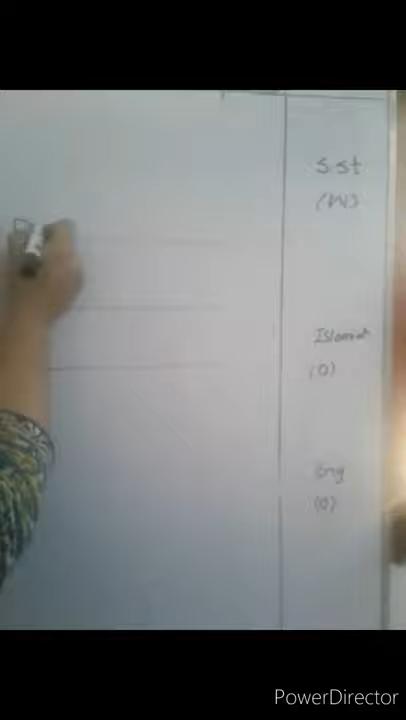 S.st
(W)
Islamiat
(O)
Eng
(O)
PowerDirector